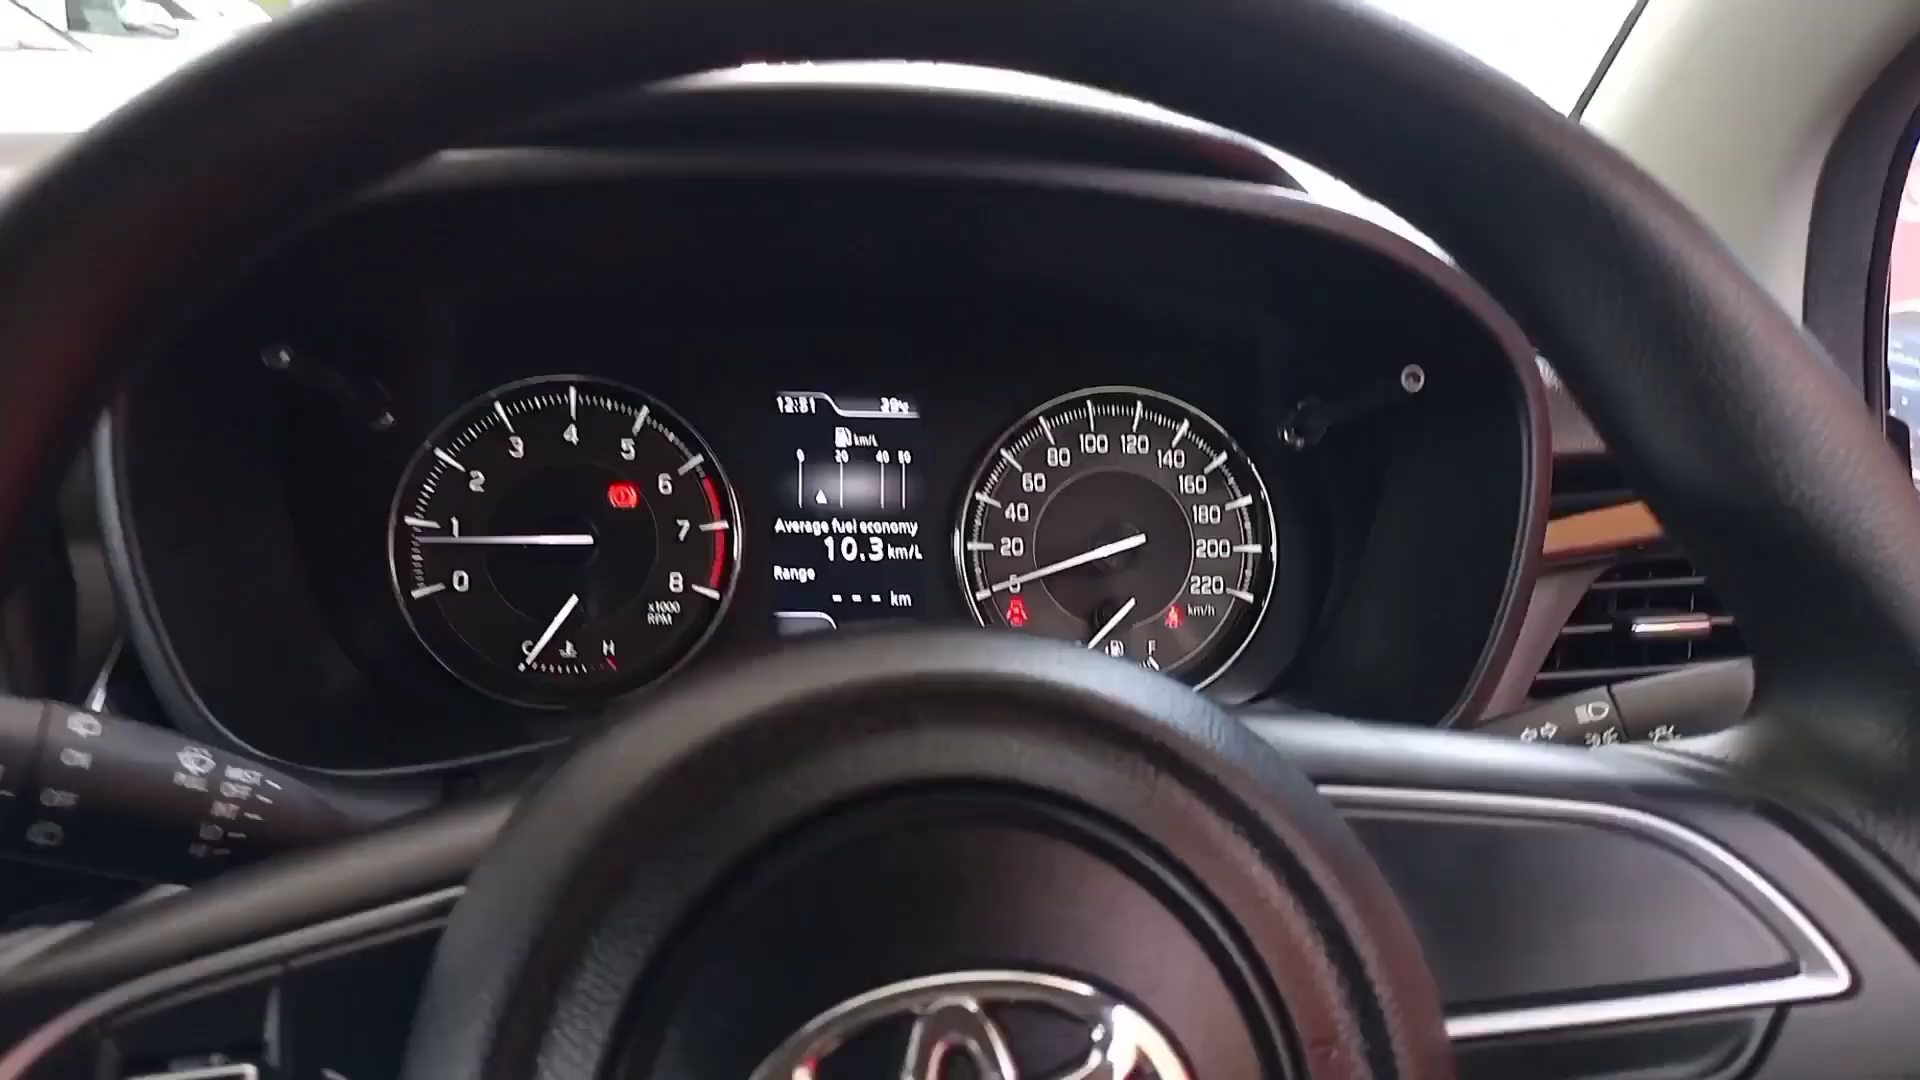 12:51
km/L
0 20 40 60
Average fuel economy
10.3 km/L
Range
--- km
0 1 2 3 4 5 6 7 8
x1000
RPM
C H
20 40 60 80 100 120 140 160 180 200 220
km/h
F